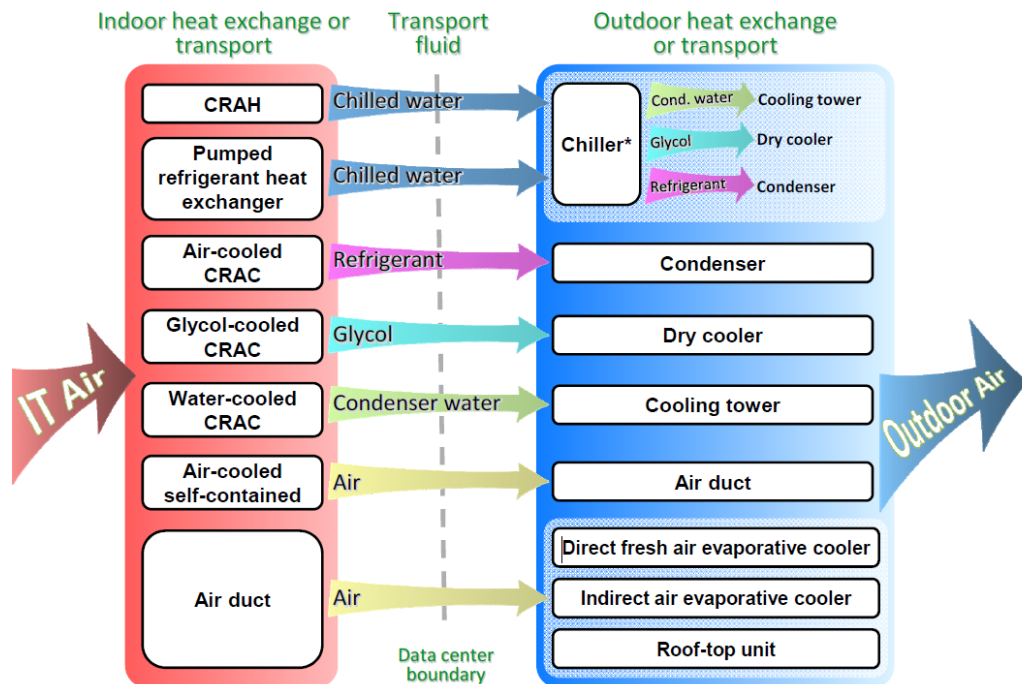 Indoor heat exchange or
transport
Transport
fluid
Outdoor heat exchange
or transport
IT Air
CRAH
Chilled water
Chiller*
Cond. water
Cooling tower
Glycol
Dry cooler
Refrigerant
Condenser
Pumped
refrigerant heat
exchanger
Chilled water
Air-cooled
CRAC
Refrigerant
Condenser
Glycol-cooled
CRAC
Glycol
Dry cooler
Water-cooled
CRAC
Condenser water
Cooling tower
Air-cooled
self-contained
Air
Air duct
Air duct
Air
Direct fresh air evaporative cooler
Indirect air evaporative cooler
Roof-top unit
Data center
boundary
Outdoor Air